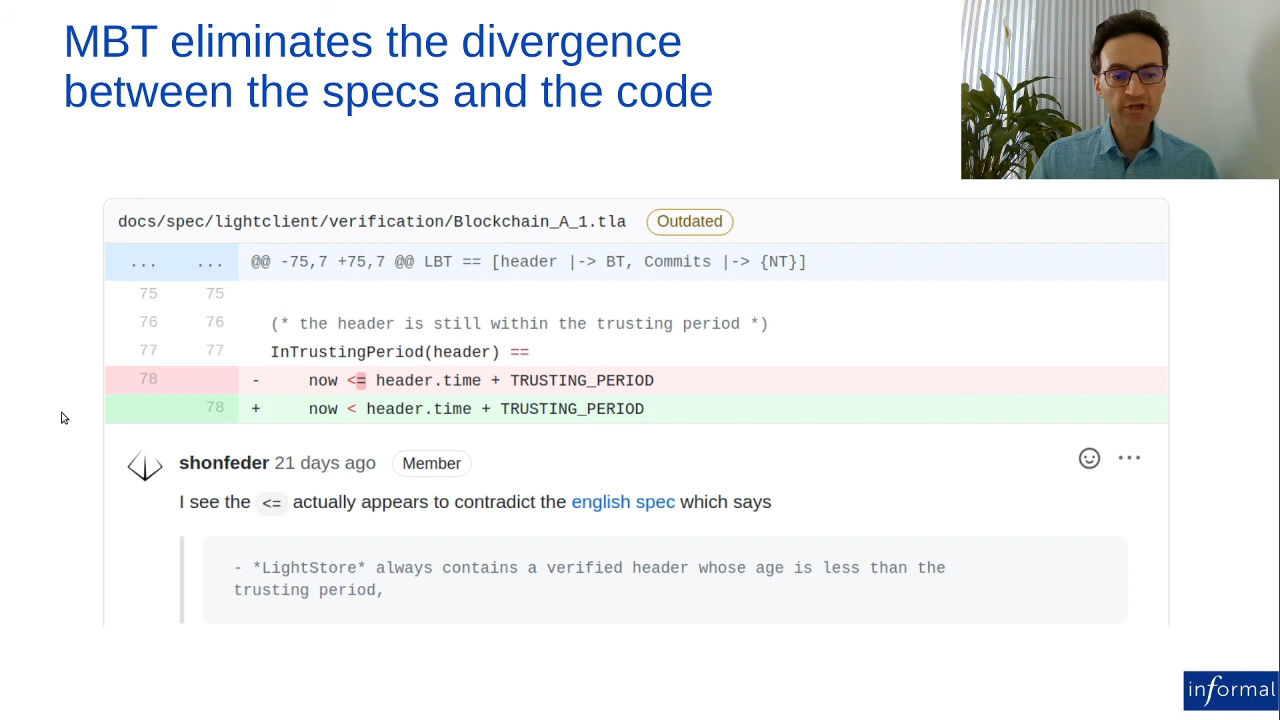 MBT eliminates the divergence
between the specs and the code
docs/spec/lightclient/verification/Blockchain_A_1.tla Outdated
... ... @@ -75,7 +75,7 @@ LBT == [header |-> BT, Commits |-> {NT}]
75 75
76 76 (* the header is still within the trusting period *)
77 77 InTrustingPeriod(header) ==
78 - now <= header.time + TRUSTING_PERIOD
78 + now < header.time + TRUSTING_PERIOD
shonfeder 21 days ago Member
I see the <= actually appears to contradict the english spec which says
- *LightStore* always contains a verified header whose age is less than the
trusting period,
informal